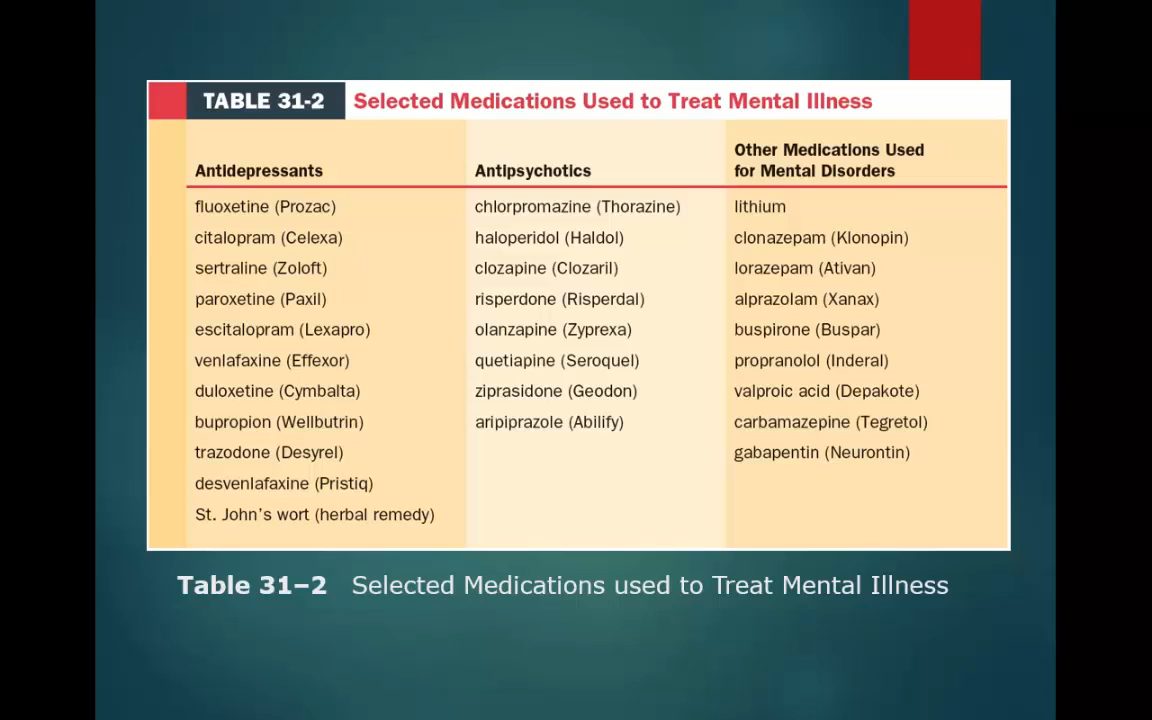 TABLE 31-2 Selected Medications Used to Treat Mental Illness
Antidepressants
fluoxetine (Prozac)
citalopram (Celexa)
sertraline (Zoloft)
paroxetine (Paxil)
escitalopram (Lexapro)
venlafaxine (Effexor)
duloxetine (Cymbalta)
bupropion (Wellbutrin)
trazodone (Desyrel)
desvenlafaxine (Pristiq)
St. John's wort (herbal remedy)
Antipsychotics
chlorpromazine (Thorazine)
haloperidol (Haldol)
clozapine (Clozaril)
risperdone (Risperdal)
olanzapine (Zyprexa)
quetiapine (Seroquel)
ziprasidone (Geodon)
aripiprazole (Abilify)
Other Medications Used
for Mental Disorders
lithium
clonazepam (Klonopin)
lorazepam (Ativan)
alprazolam (Xanax)
buspirone (Buspar)
propranolol (Inderal)
valproic acid (Depakote)
carbamazepine (Tegretol)
gabapentin (Neurontin)
Table 31–2 Selected Medications used to Treat Mental Illness